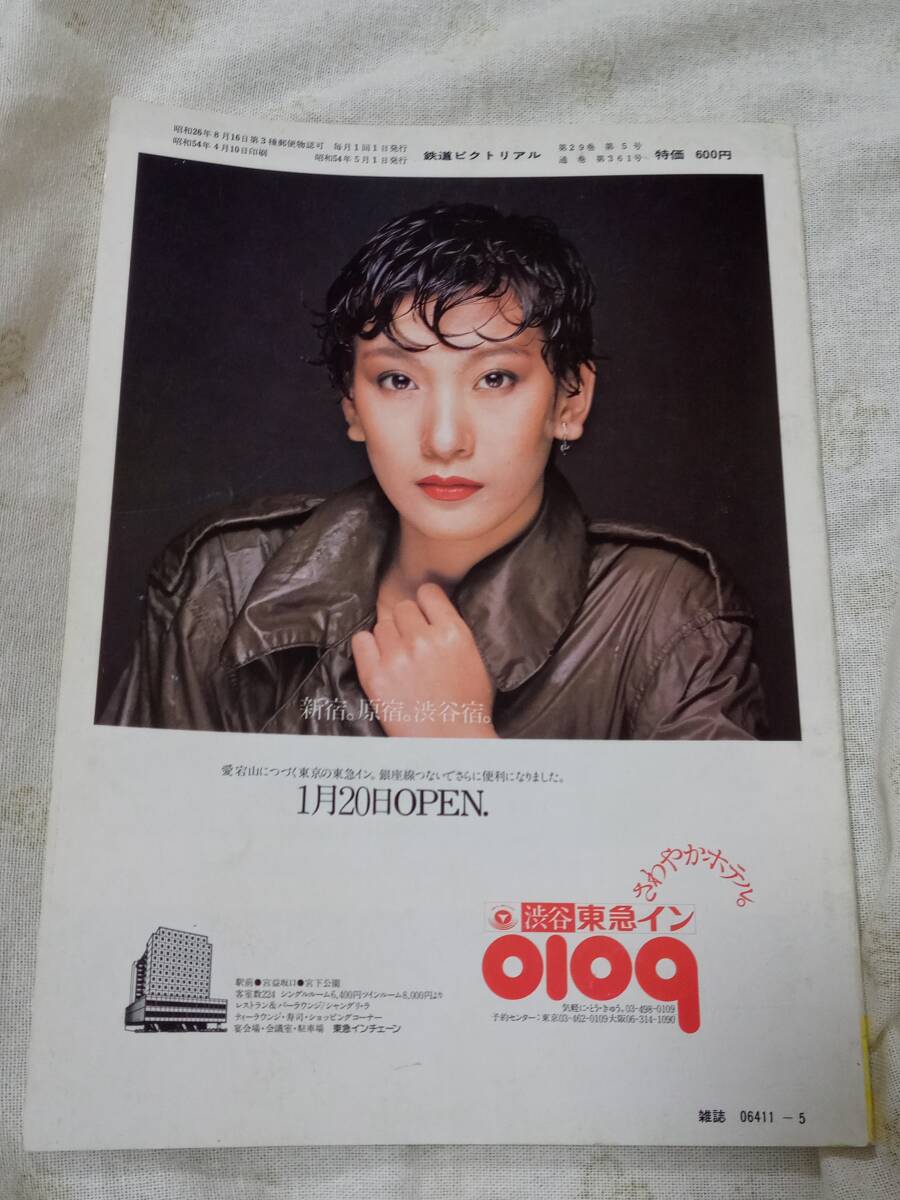 昭和26年8月16日第3種郵便物認可 毎月1回1日発行
昭和54年4月10日印刷 昭和54年5月1日発行 鉄道ピクトリアル 第29巻 第5号 通巻 第361号 特価 600円
新宿。原宿。渋谷宿。
愛宕山につづく東京の東急イン。銀座線つないでさらに便利になりました。
1月20日OPEN.
さわやかホテル。
渋谷 東急イン
0109
駅前●宮益坂口●宮下公園
客室数224 シングルルーム6,400円ツインルーム8,000円より
レストラン&バーラウンジ/シャングリ・ラ
ティーラウンジ・寿司・ショッピングコーナー
宴会場・会議室・駐車場 東急インチェーン
気軽に・とう・きゅう。03-498-0109
予約センター:東京03-462-0109大阪06-314-1090
雑誌 06411-5